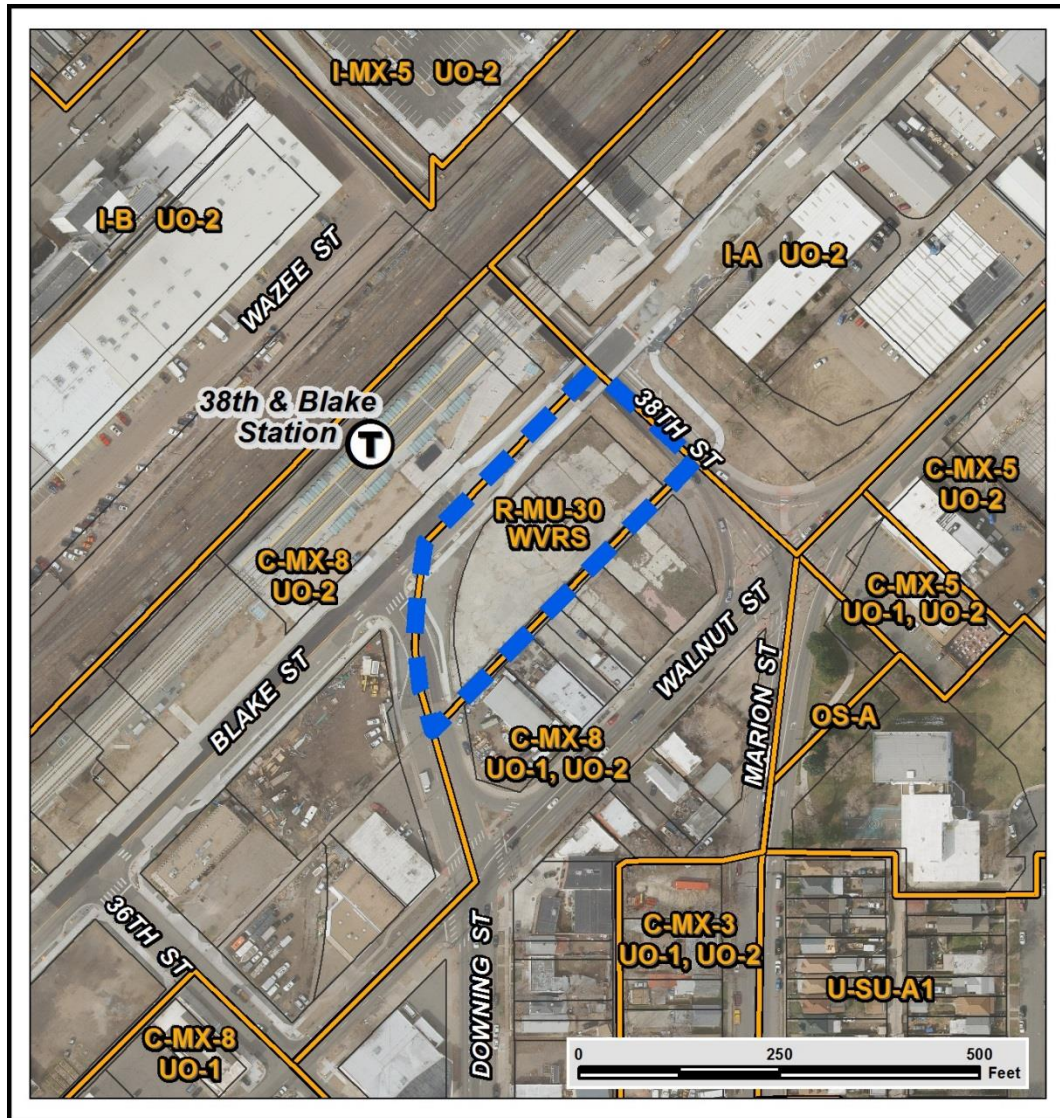 I-MX-5 UO-2
I-B UO-2
WAZEE ST
I-A UO-2
38th & Blake
Station
T
38TH ST
R-MU-30
WVRS
C-MX-5
UO-2
C-MX-8
UO-2
C-MX-5
UO-1, UO-2
WALNUT ST
BLAKE ST
MARION ST
OS-A
C-MX-8
UO-1, UO-2
36TH ST
C-MX-3
UO-1, UO-2
U-SU-A1
DOWNING ST
C-MX-8
UO-1
0 250 500
Feet